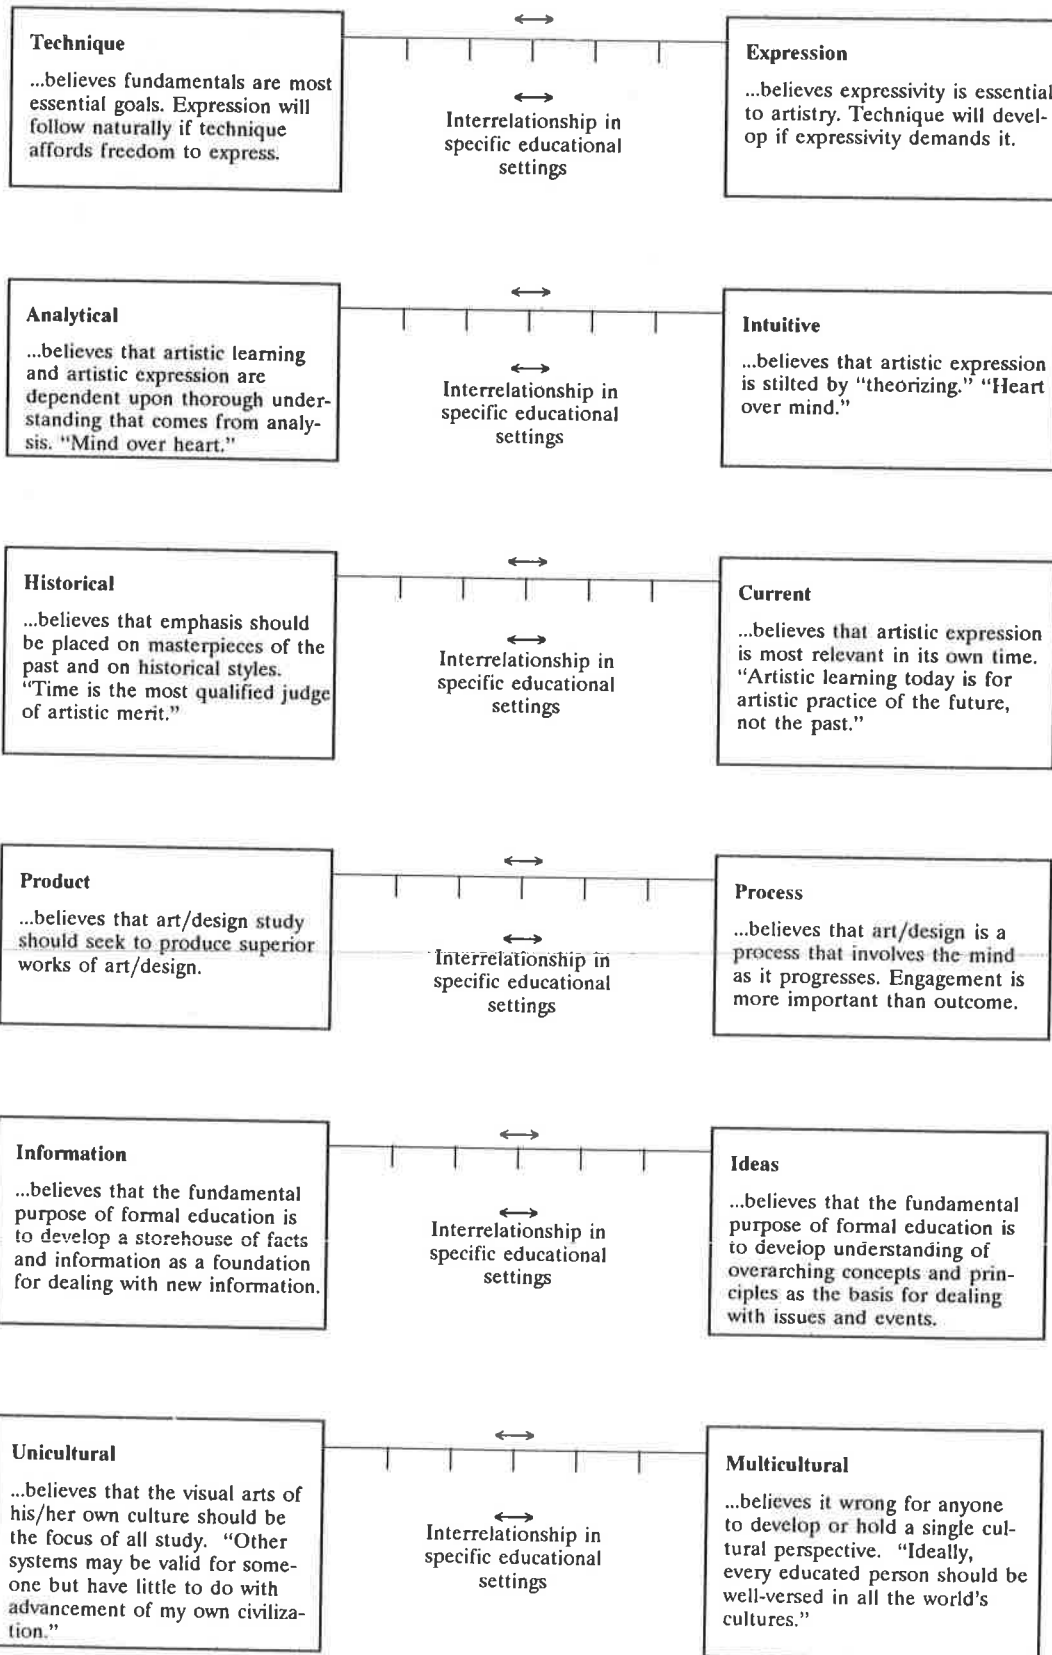 Technique
...believes fundamentals are most
essential goals. Expression will
follow naturally if technique
affords freedom to express.
Interrelationship in
specific educational
settings
Expression
...believes expressivity is essential
to artistry. Technique will devel-
op if expressivity demands it.
Analytical
...believes that artistic learning
and artistic expression are
dependent upon thorough under-
standing that comes from analy-
sis. “Mind over heart.”
Interrelationship in
specific educational
settings
Intuitive
...believes that artistic expression
is stilted by “theorizing.” “Heart
over mind.”
Historical
...believes that emphasis should
be placed on masterpieces of the
past and on historical styles.
“Time is the most qualified judge
of artistic merit.”
Interrelationship in
specific educational
settings
Current
...believes that artistic expression
is most relevant in its own time.
“Artistic learning today is for
artistic practice of the future,
not the past.”
Product
...believes that art/design study
should seek to produce superior
works of art/design.
Interrelationship in
specific educational
settings
Process
...believes that art/design is a
process that involves the mind
as it progresses. Engagement is
more important than outcome.
Information
...believes that the fundamental
purpose of formal education is
to develop a storehouse of facts
and information as a foundation
for dealing with new information.
Interrelationship in
specific educational
settings
Ideas
...believes that the fundamental
purpose of formal education is
to develop understanding of
overarching concepts and prin-
ciples as the basis for dealing
with issues and events.
Unicultural
...believes that the visual arts of
his/her own culture should be
the focus of all study. “Other
systems may be valid for some-
one but have little to do with
advancement of my own civiliza-
tion.”
Interrelationship in
specific educational
settings
Multicultural
...believes it wrong for anyone
to develop or hold a single cul-
tural perspective. “Ideally,
every educated person should be
well-versed in all the world's
cultures.”